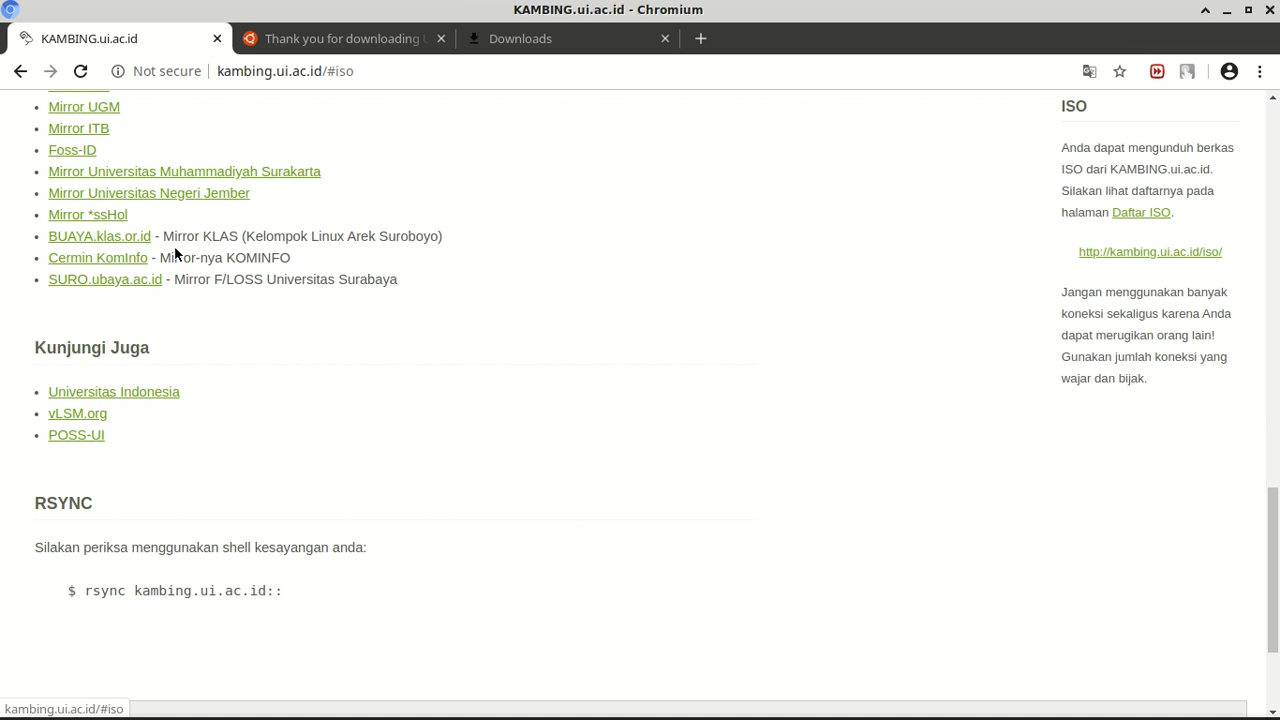 KAMBING.ui.ac.id - Chromium
KAMBING.ui.ac.id
Thank you for downloading
Downloads
Not secure
kambing.ui.ac.id/#iso
Mirror UGM
Mirror ITB
Foss-ID
Mirror Universitas Muhammadiyah Surakarta
Mirror Universitas Negeri Jember
Mirror *ssHol
BUAYA.klas.or.id - Mirror KLAS (Kelompok Linux Arek Suroboyo)
Cermin KomInfo - Mirror-nya KOMINFO
SURO.ubaya.ac.id - Mirror F/LOSS Universitas Surabaya
Kunjungi Juga
Universitas Indonesia
vLSM.org
POSS-UI
RSYNC
Silakan periksa menggunakan shell kesayangan anda:
$ rsync kambing.ui.ac.id::
ISO
Anda dapat mengunduh berkas
ISO dari KAMBING.ui.ac.id.
Silakan lihat daftarnya pada
halaman Daftar ISO.
http://kambing.ui.ac.id/iso/
Jangan menggunakan banyak
koneksi sekaligus karena Anda
dapat merugikan orang lain!
Gunakan jumlah koneksi yang
wajar dan bijak.
kambing.ui.ac.id/#iso